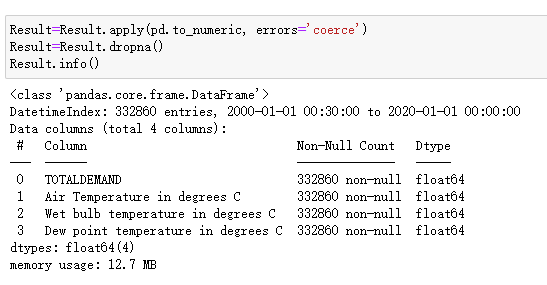 Result=Result.apply(pd.to_numeric, errors='coerce')
Result=Result.dropna()
Result.info()
<class 'pandas.core.frame.DataFrame'>
DatetimeIndex: 332860 entries, 2000-01-01 00:30:00 to 2020-01-01 00:00:00
Data columns (total 4 columns):
 #   Column                             Non-Null Count   Dtype
---  ------                             --------------   -----
 0   TOTALDEMAND                        332860 non-null  float64
 1   Air Temperature in degrees C       332860 non-null  float64
 2   Wet bulb temperature in degrees C  332860 non-null  float64
 3   Dew point temperature in degrees C 332860 non-null  float64
dtypes: float64(4)
memory usage: 12.7 MB